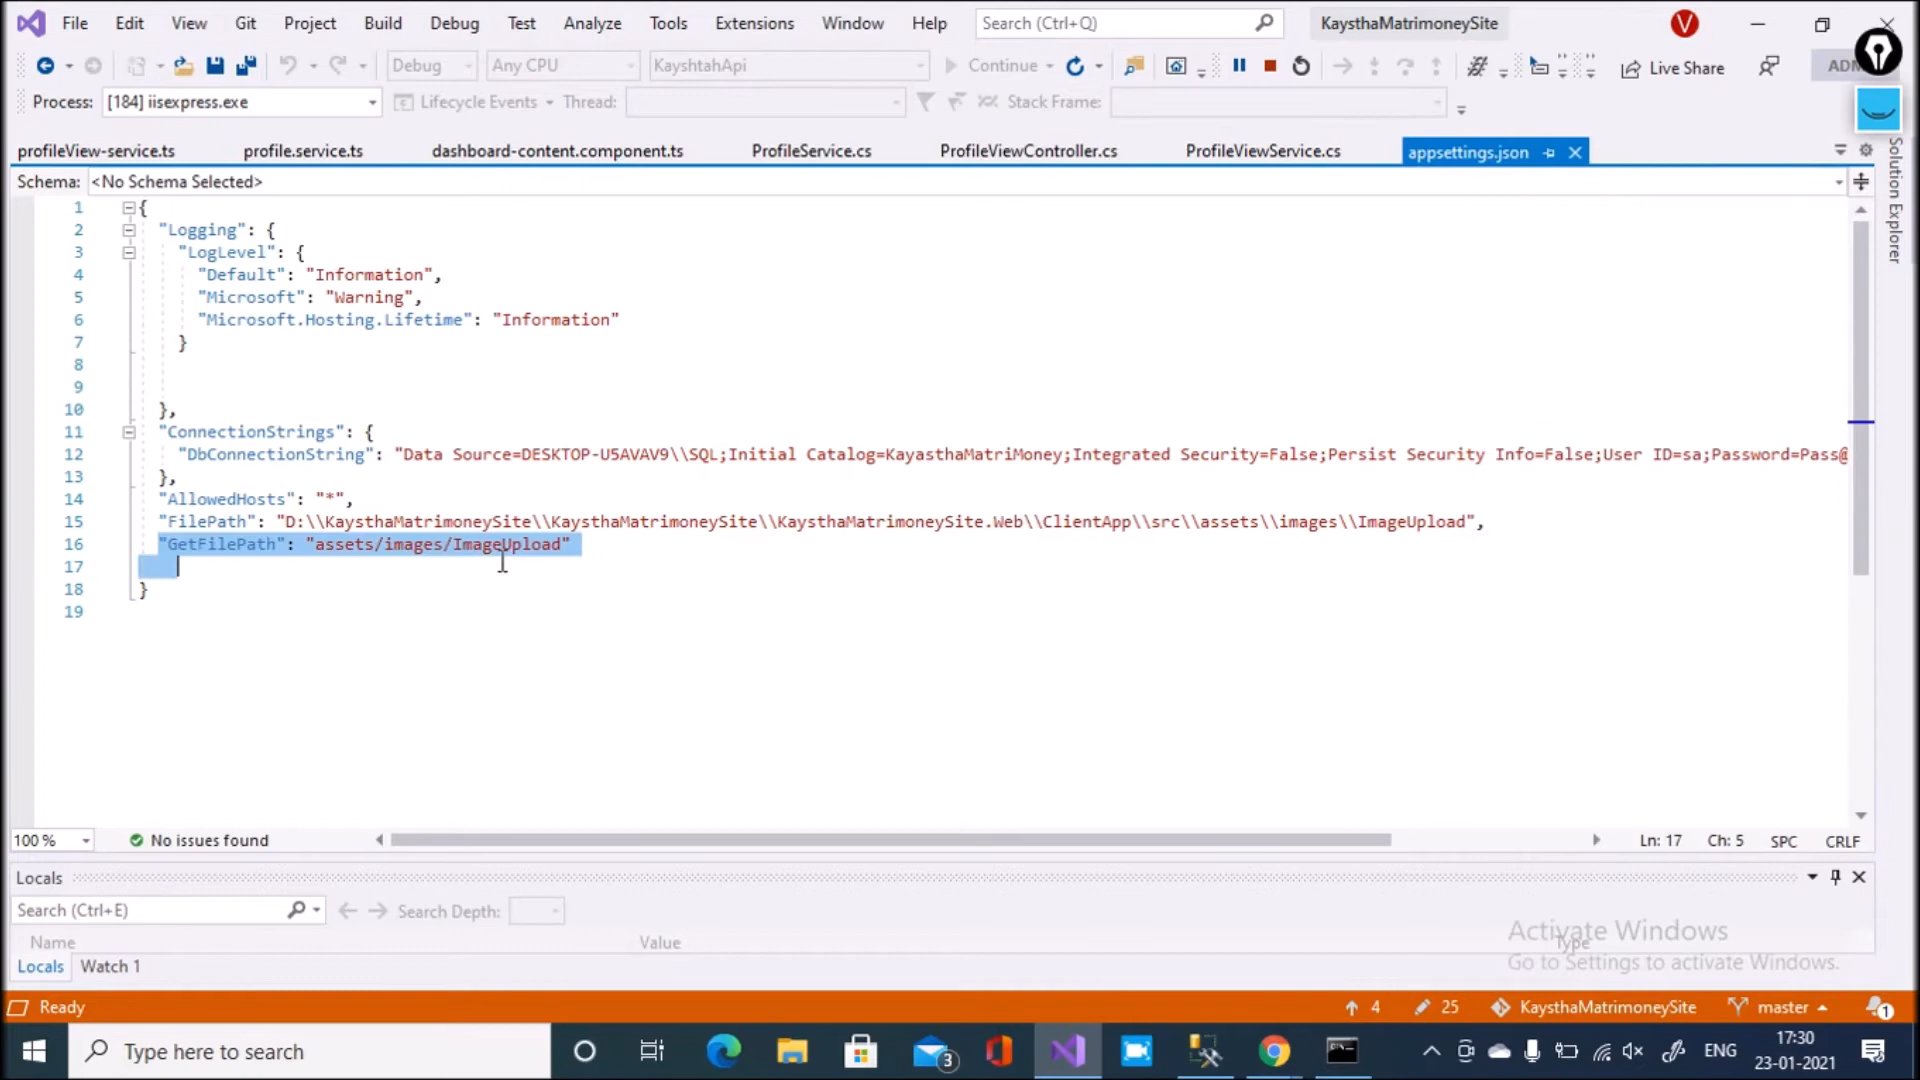 File Edit View Git Project Build Debug Test Analyze Tools Extensions Window Help Search (Ctrl+Q) KaysthaMatrimoneySite V
Debug Any CPU KayshtahApi Continue Live Share
Process: [184] iisexpress.exe Lifecycle Events Thread: Stack Frame:
profileView-service.ts profile.service.ts dashboard-content.component.ts ProfileService.cs ProfileViewController.cs ProfileViewService.cs appsettings.json
Schema: <No Schema Selected>
Solution Explorer
1 {
2 "Logging": {
3 "LogLevel": {
4 "Default": "Information",
5 "Microsoft": "Warning",
6 "Microsoft.Hosting.Lifetime": "Information"
7 }
8
9
10 },
11 "ConnectionStrings": {
12 "DbConnectionString": "Data Source=DESKTOP-U5AVAV9\\SQL;Initial Catalog=KayasthaMatriMoney;Integrated Security=False;Persist Security Info=False;User ID=sa;Password=Pass@
13 },
14 "AllowedHosts": "*",
15 "FilePath": "D:\\KaysthaMatrimoneySite\\KaysthaMatrimoneySite\\KaysthaMatrimoneySite.Web\\ClientApp\\src\\assets\\images\\ImageUpload",
16 "GetFilePath": "assets/images/ImageUpload"
17
18 }
19
100 % No issues found Ln: 17 Ch: 5 SPC CRLF
Locals
Search (Ctrl+E) Search Depth:
Name Value Type
Locals Watch 1
Activate Windows
Go to Settings to activate Windows.
Ready 4 25 KaysthaMatrimoneySite master 1
Type here to search 3 ENG 17:30
23-01-2021